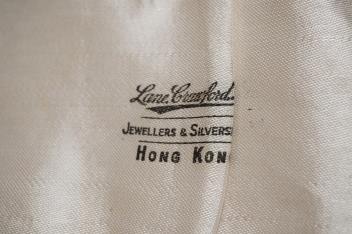 Lane, Crawford.
JEWELLERS & SILVERS
HONG KON